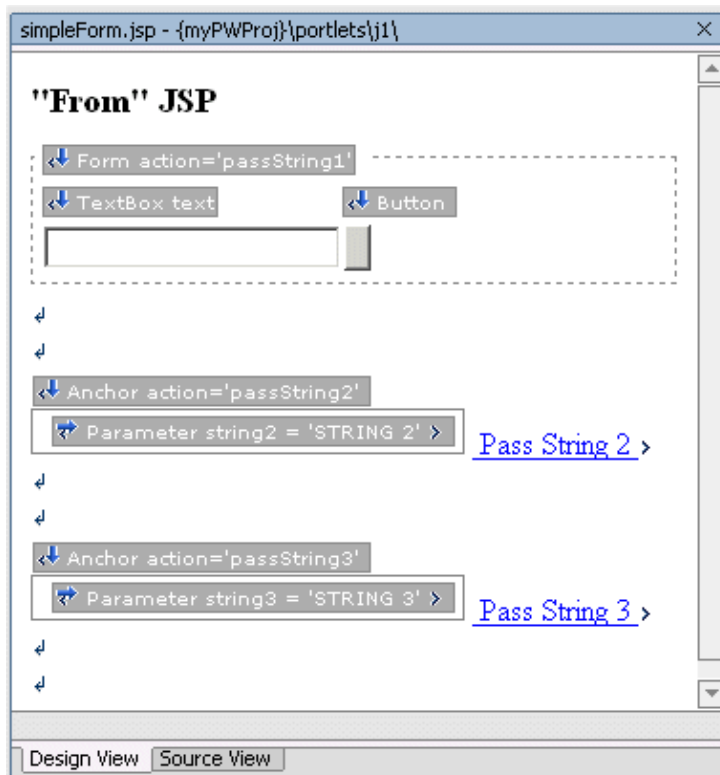 simpleForm.jsp - {myPWProj}\portlets\j1\
"From" JSP
Form action='passString1'
TextBox text Button
Anchor action='passString2'
Parameter string2 = 'STRING 2' Pass String 2
Anchor action='passString3'
Parameter string3 = 'STRING 3' Pass String 3
Design View Source View